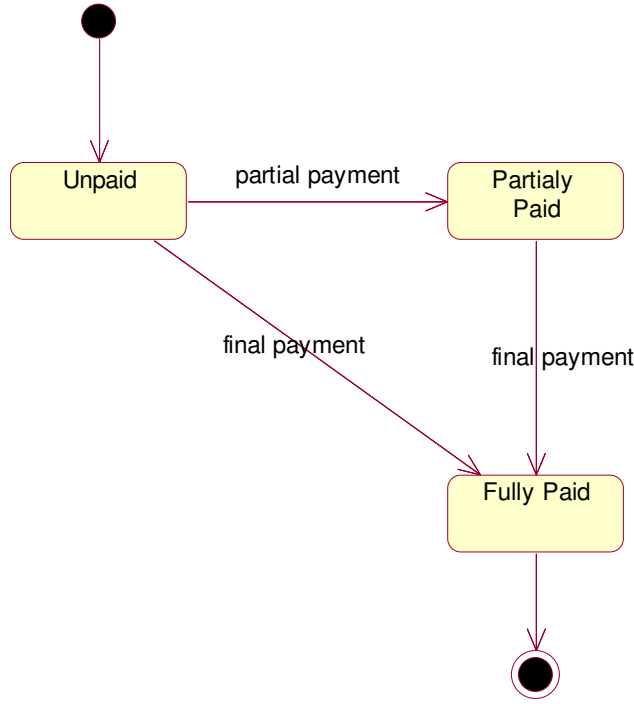 Unpaid
partial payment
Partialy
Paid
final payment
final payment
Fully Paid